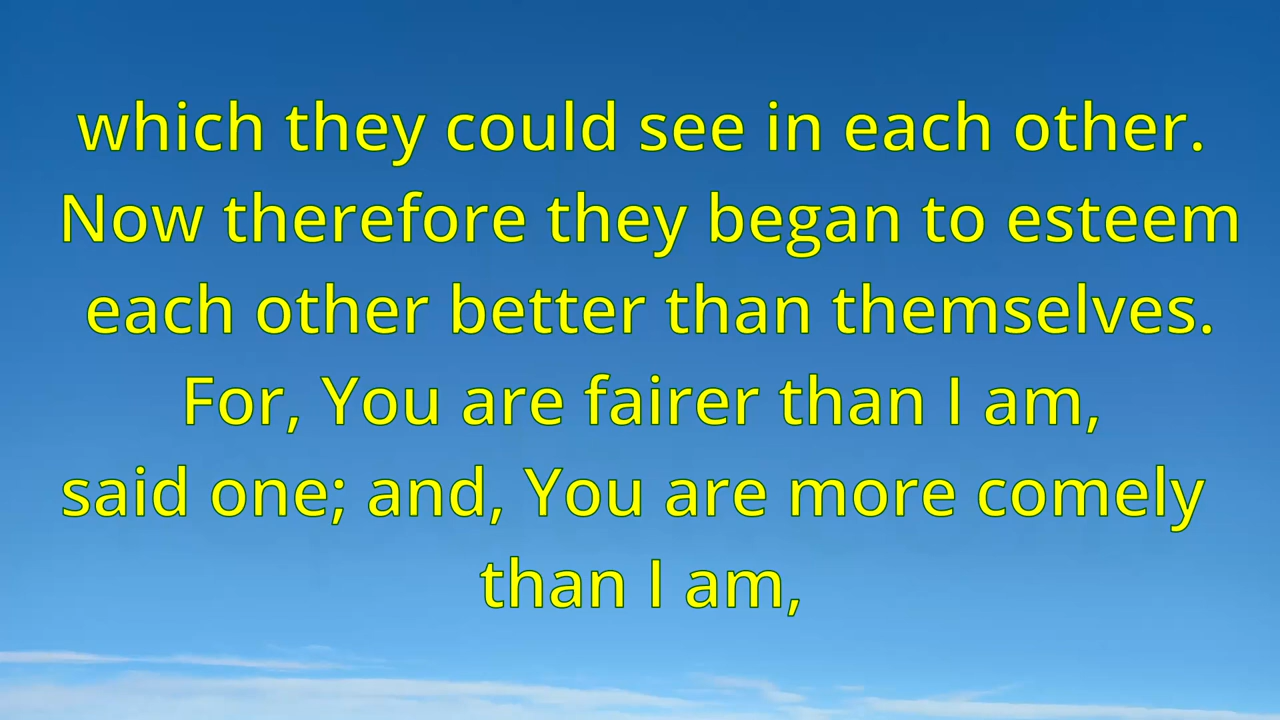 which they could see in each other.
Now therefore they began to esteem
each other better than themselves.
For, You are fairer than I am,
said one; and, You are more comely
than I am,